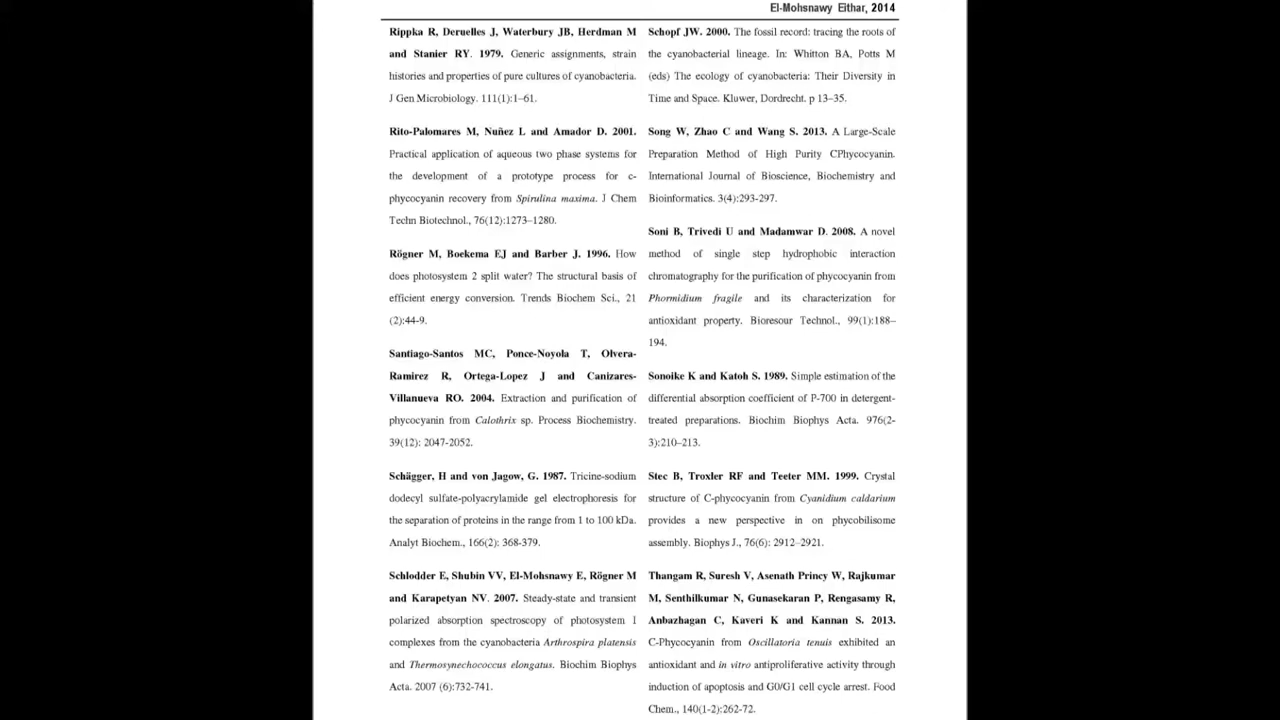 El-Mohsnawy Eithar, 2014
Rippka R, Deruelles J, Waterbury JB, Herdman M
and Stanier RY. 1979. Generic assignments, strain
histories and properties of pure cultures of cyanobacteria.
J Gen Microbiology. 111(1):1–61.
Rito-Palomares M, Nuñez L and Amador D. 2001.
Practical application of aqueous two phase systems for
the development of a prototype process for c-
phycocyanin recovery from Spirulina maxima. J Chem
Techn Biotechnol., 76(12):1273–1280.
Rögner M, Boekema EJ and Barber J. 1996. How
does photosystem 2 split water? The structural basis of
efficient energy conversion. Trends Biochem Sci., 21
(2):44-9.
Santiago-Santos MC, Ponce-Noyola T, Olvera-
Ramirez R, Ortega-Lopez J and Canizares-
Villanueva RO. 2004. Extraction and purification of
phycocyanin from Calothrix sp. Process Biochemistry.
39(12): 2047-2052.
Schägger, H and von Jagow, G. 1987. Tricine-sodium
dodecyl sulfate-polyacrylamide gel electrophoresis for
the separation of proteins in the range from 1 to 100 kDa.
Analyt Biochem., 166(2): 368-379.
Schlodder E, Shubin VV, El-Mohsnawy E, Rögner M
and Karapetyan NV. 2007. Steady-state and transient
polarized absorption spectroscopy of photosystem I
complexes from the cyanobacteria Arthrospira platensis
and Thermosynechococcus elongatus. Biochim Biophys
Acta. 2007 (6):732-741.
Schopf JW. 2000. The fossil record: tracing the roots of
the cyanobacterial lineage. In: Whitton BA, Potts M
(eds) The ecology of cyanobacteria: Their Diversity in
Time and Space. Kluwer, Dordrecht. p 13–35.
Song W, Zhao C and Wang S. 2013. A Large-Scale
Preparation Method of High Purity CPhycocyanin.
International Journal of Bioscience, Biochemistry and
Bioinformatics. 3(4):293-297.
Soni B, Trivedi U and Madamwar D. 2008. A novel
method of single step hydrophobic interaction
chromatography for the purification of phycocyanin from
Phormidium fragile and its characterization for
antioxidant property. Bioresour Technol., 99(1):188–
194.
Sonoike K and Katoh S. 1989. Simple estimation of the
differential absorption coefficient of P-700 in detergent-
treated preparations. Biochim Biophys Acta. 976(2-
3):210–213.
Stec B, Troxler RF and Teeter MM. 1999. Crystal
structure of C-phycocyanin from Cyanidium caldarium
provides a new perspective in on phycobilisome
assembly. Biophys J., 76(6): 2912–2921.
Thangam R, Suresh V, Asenath Princy W, Rajkumar
M, Senthilkumar N, Gunasekaran P, Rengasamy R,
Anbazhagan C, Kaveri K and Kannan S. 2013.
C-Phycocyanin from Oscillatoria tenuis exhibited an
antioxidant and in vitro antiproliferative activity through
induction of apoptosis and G0/G1 cell cycle arrest. Food
Chem., 140(1-2):262-72.